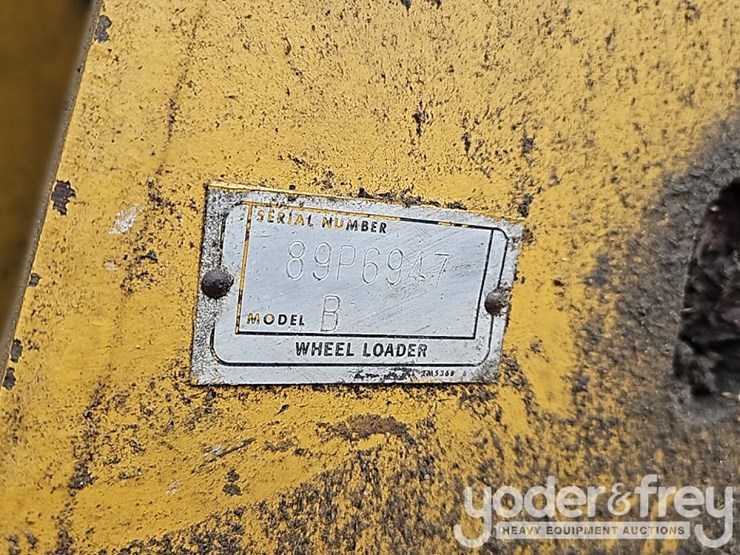 SERIAL NUMBER
89P6947
MODEL B
WHEEL LOADER
yoder&frey
HEAVY EQUIPMENT AUCTIONS